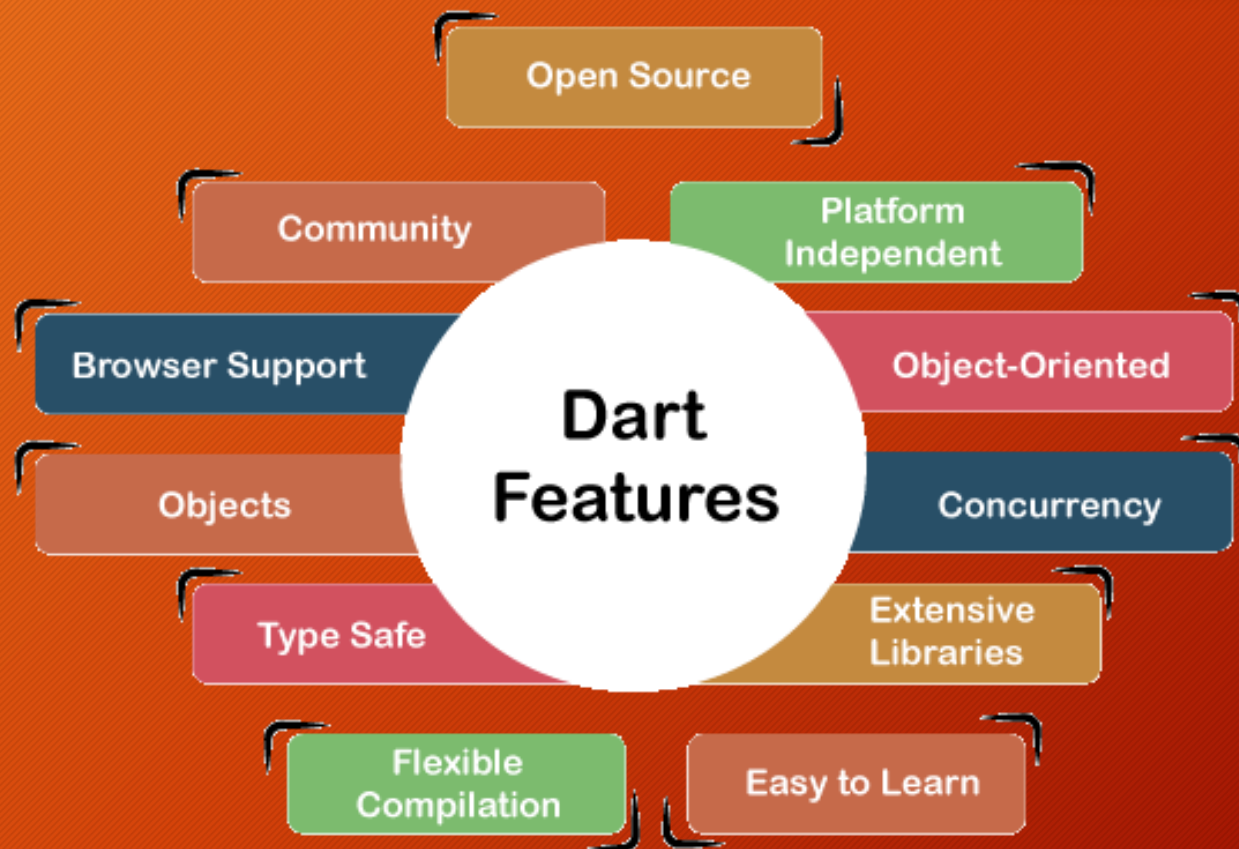 Open Source
Community
Platform
Independent
Browser Support
Object-Oriented
Dart
Features
Objects
Concurrency
Type Safe
Extensive
Libraries
Flexible
Compilation
Easy to Learn